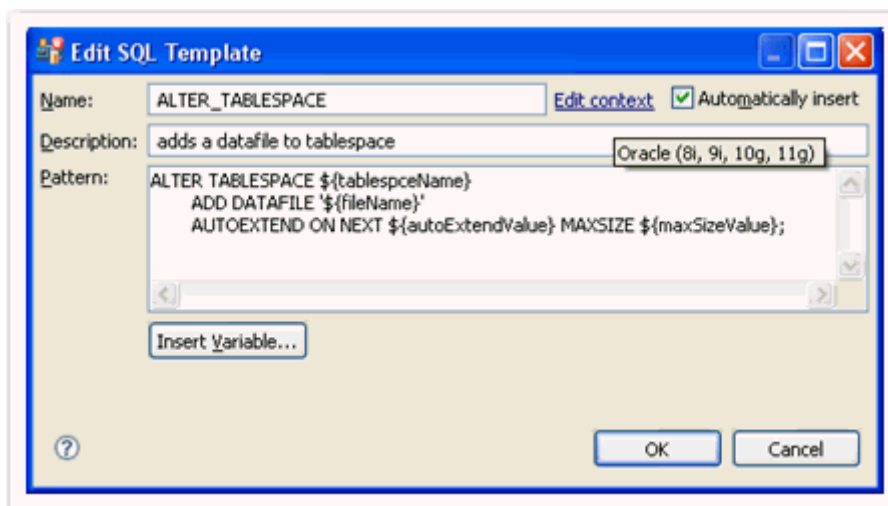 Edit SQL Template
Name: ALTER_TABLESPACE Edit context Automatically insert
Description: adds a datafile to tablespace
Oracle (8i, 9i, 10g, 11g)
Pattern: ALTER TABLESPACE ${tablespceName}
ADD DATAFILE '${fileName}'
AUTOEXTEND ON NEXT ${autoExtendValue} MAXSIZE ${maxSizeValue};
Insert Variable...
? OK Cancel